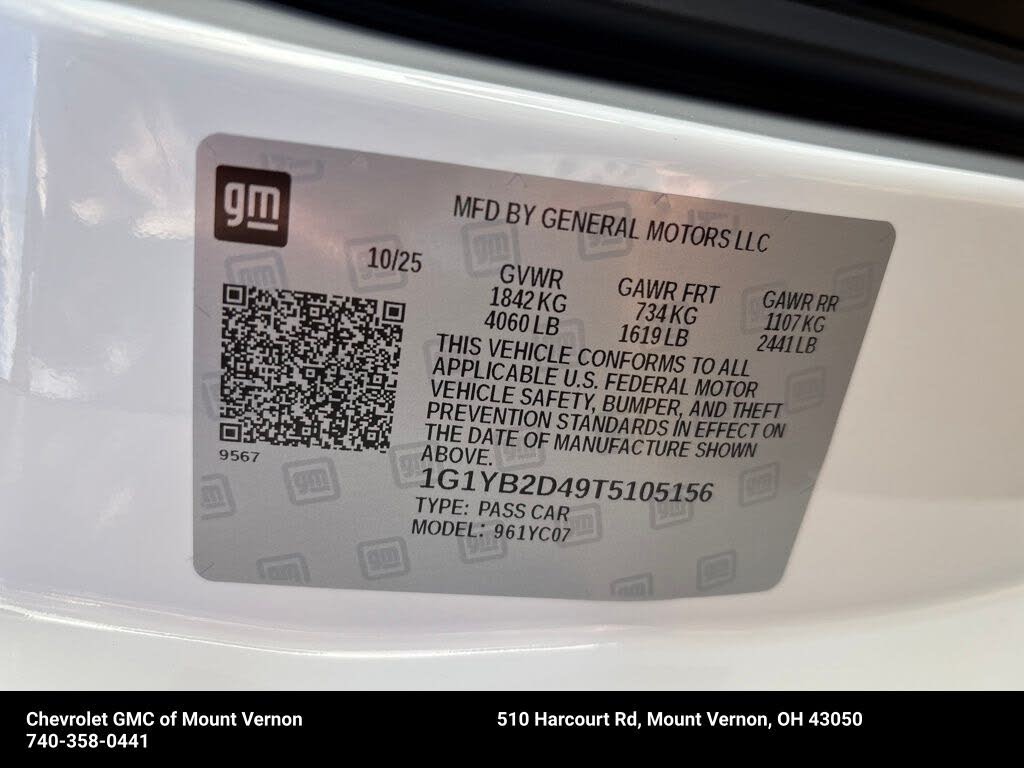 gm
MFD BY GENERAL MOTORS LLC
10/25
GVWR
1842 KG
4060 LB
GAWR FRT
734 KG
1619 LB
GAWR RR
1107 KG
2441 LB
THIS VEHICLE CONFORMS TO ALL
APPLICABLE U.S. FEDERAL MOTOR
VEHICLE SAFETY, BUMPER, AND THEFT
PREVENTION STANDARDS IN EFFECT ON
THE DATE OF MANUFACTURE SHOWN
ABOVE.
9567
1G1YB2D49T5105156
TYPE: PASS CAR
MODEL: 961YC07
Chevrolet GMC of Mount Vernon
740-358-0441
510 Harcourt Rd, Mount Vernon, OH 43050